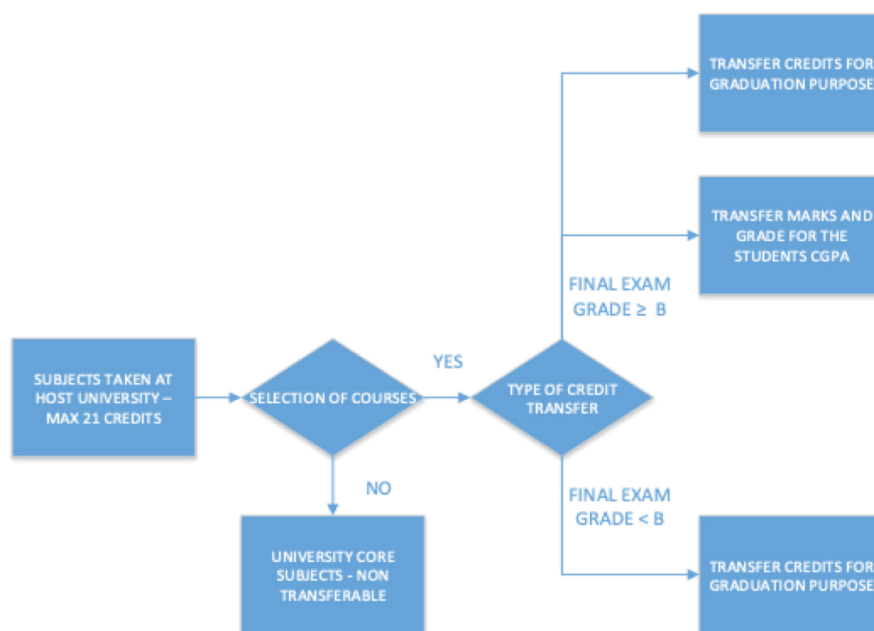 TRANSFER CREDITS FOR
GRADUATION PURPOSE
TRANSFER MARKS AND
GRADE FOR THE
STUDENTS CGPA
FINAL EXAM
GRADE ≥ B
YES
SUBJECTS TAKEN AT
HOST UNIVERSITY –
MAX 21 CREDITS
SELECTION OF COURSES
TYPE OF CREDIT
TRANSFER
NO
FINAL EXAM
GRADE < B
UNIVERSITY CORE
SUBJECTS - NON
TRANSFERABLE
TRANSFER CREDITS FOR
GRADUATION PURPOSE